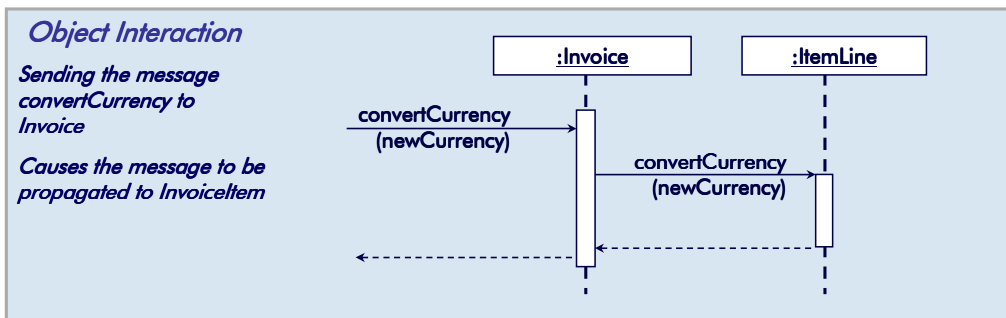 Object Interaction
Sending the message
convertCurrency to
Invoice
Causes the message to be
propagated to InvoiceItem
:Invoice
:ItemLine
convertCurrency
(newCurrency)
convertCurrency
(newCurrency)